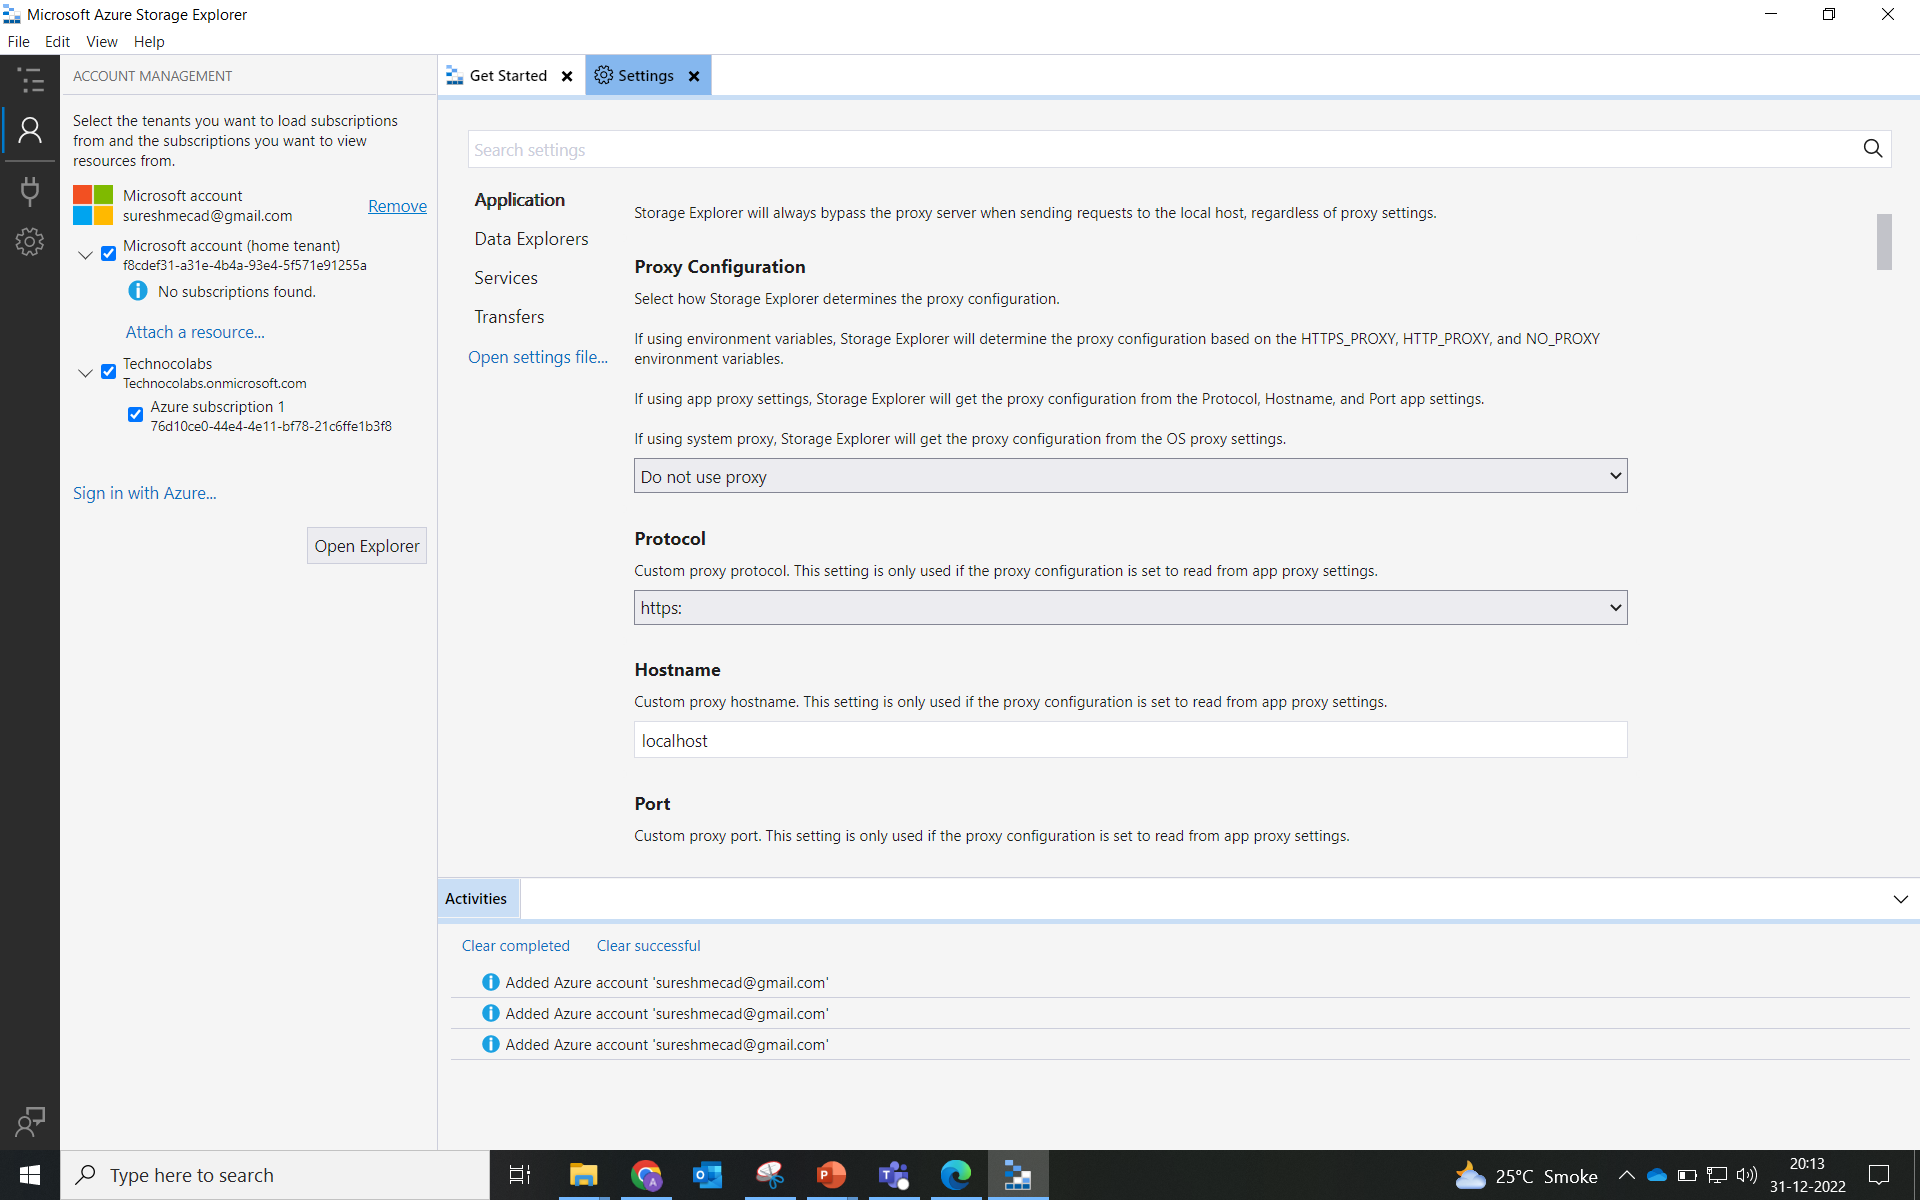 Microsoft Azure Storage Explorer
File Edit View Help
ACCOUNT MANAGEMENT
Select the tenants you want to load subscriptions
from and the subscriptions you want to view
resources from.
Microsoft account
sureshmecad@gmail.com
Remove
Microsoft account (home tenant)
f8cdef31-a31e-4b4a-93e4-5f571e91255a
No subscriptions found.
Attach a resource...
Technocolabs
Technocolabs.onmicrosoft.com
Azure subscription 1
76d10ce0-44e4-4e11-bf78-21c6ffe1b3f8
Sign in with Azure...
Open Explorer
Get Started
Settings
Search settings
Application
Data Explorers
Services
Transfers
Open settings file...
Storage Explorer will always bypass the proxy server when sending requests to the local host, regardless of proxy settings.
Proxy Configuration
Select how Storage Explorer determines the proxy configuration.
If using environment variables, Storage Explorer will determine the proxy configuration based on the HTTPS_PROXY, HTTP_PROXY, and NO_PROXY
environment variables.
If using app proxy settings, Storage Explorer will get the proxy configuration from the Protocol, Hostname, and Port app settings.
If using system proxy, Storage Explorer will get the proxy configuration from the OS proxy settings.
Do not use proxy
Protocol
Custom proxy protocol. This setting is only used if the proxy configuration is set to read from app proxy settings.
https:
Hostname
Custom proxy hostname. This setting is only used if the proxy configuration is set to read from app proxy settings.
localhost
Port
Custom proxy port. This setting is only used if the proxy configuration is set to read from app proxy settings.
Activities
Clear completed Clear successful
Added Azure account 'sureshmecad@gmail.com'
Added Azure account 'sureshmecad@gmail.com'
Added Azure account 'sureshmecad@gmail.com'
Type here to search
A
P
25°C Smoke
20:13
31-12-2022